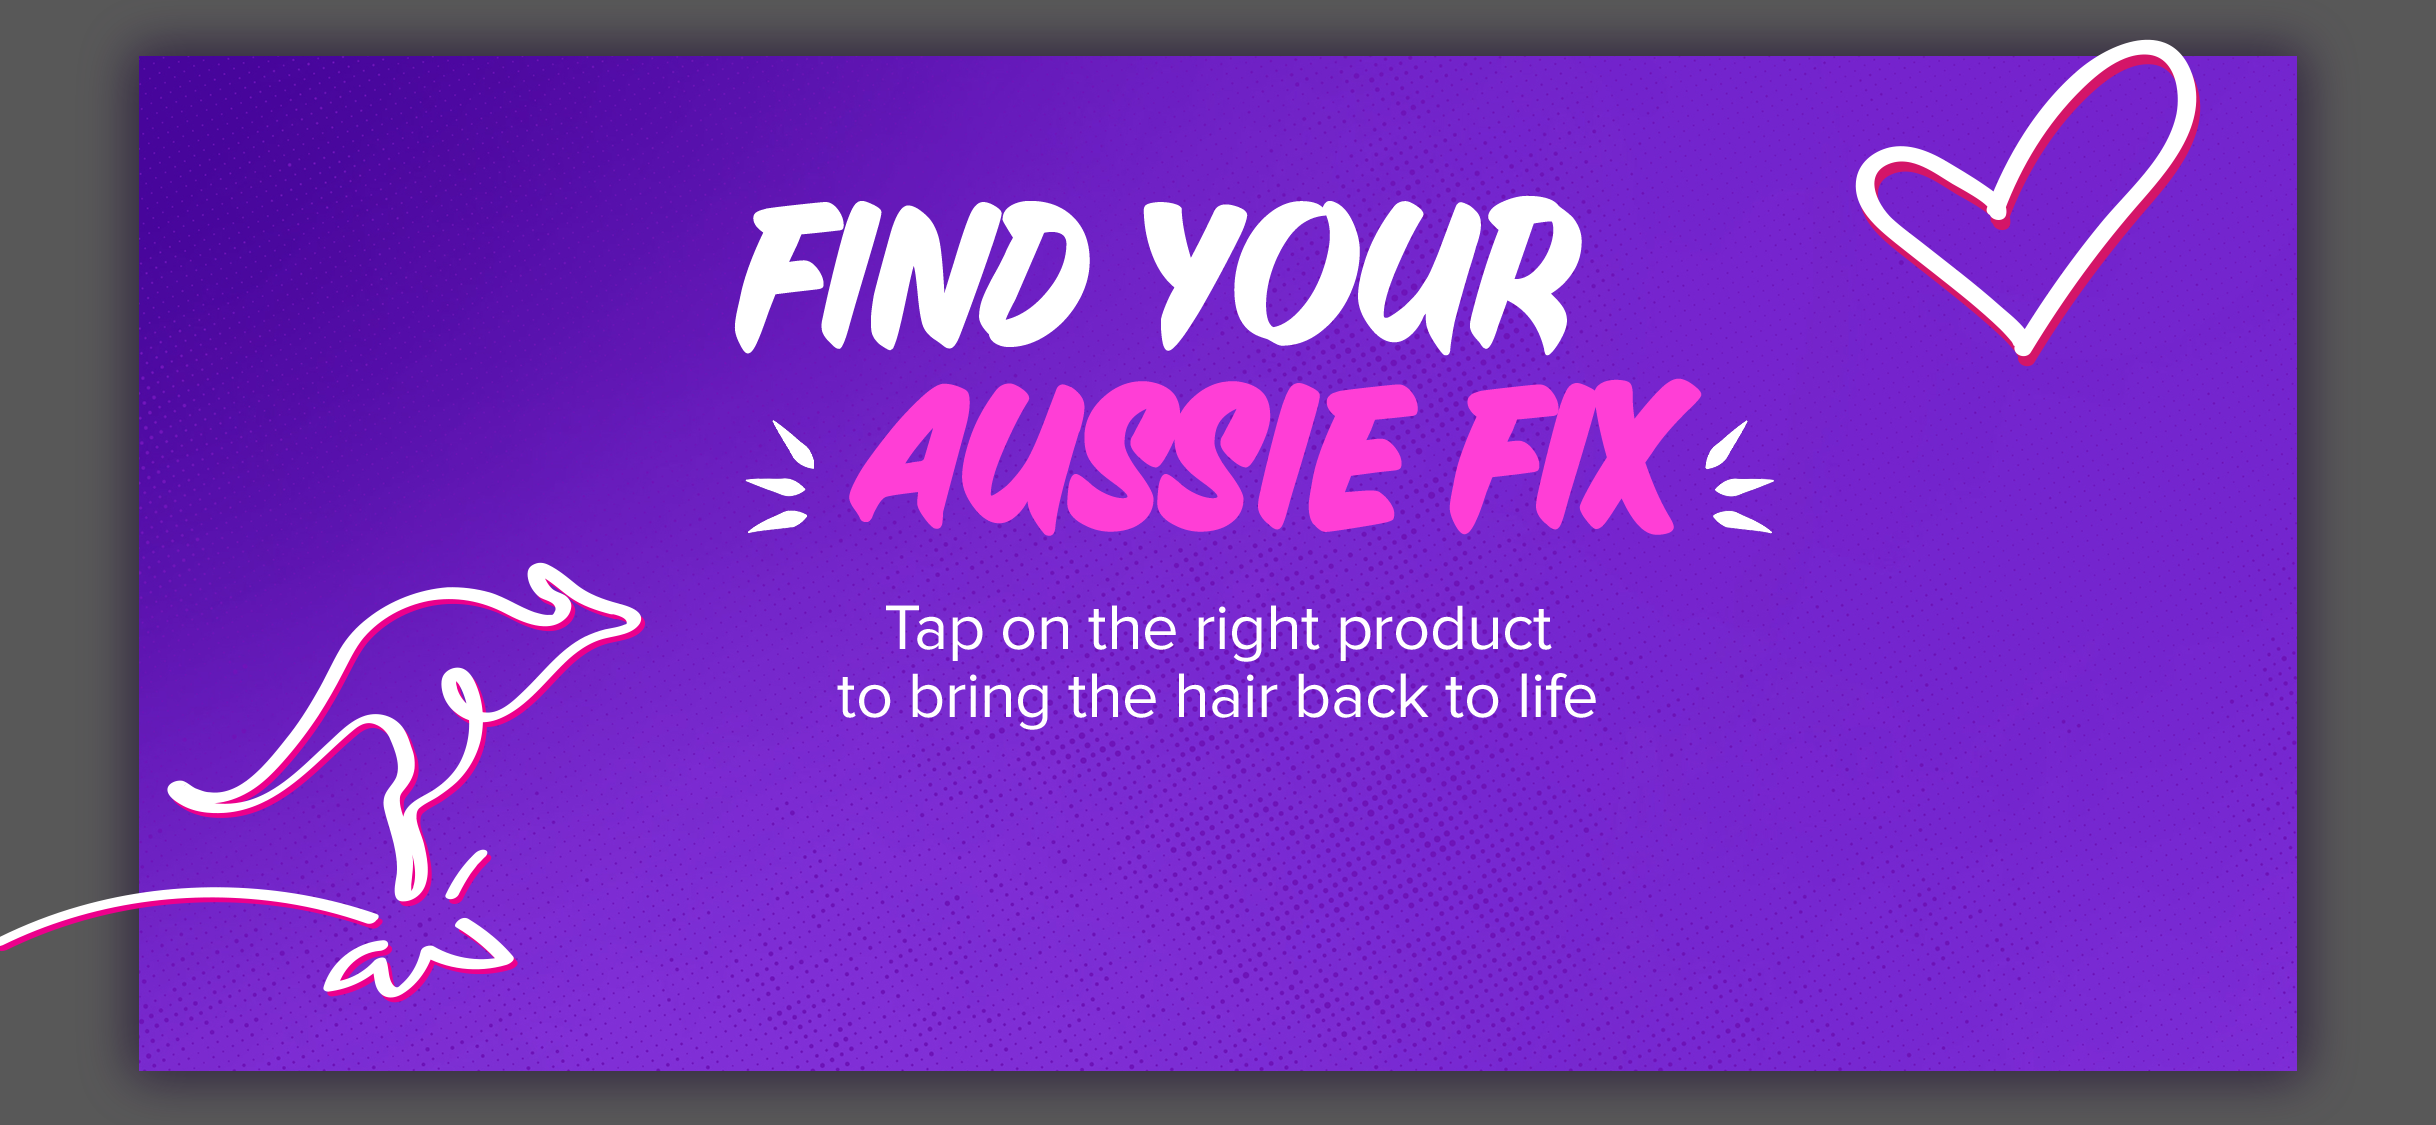 FIND YOUR
AUSSIE FIX
Tap on the right product
to bring the hair back to life